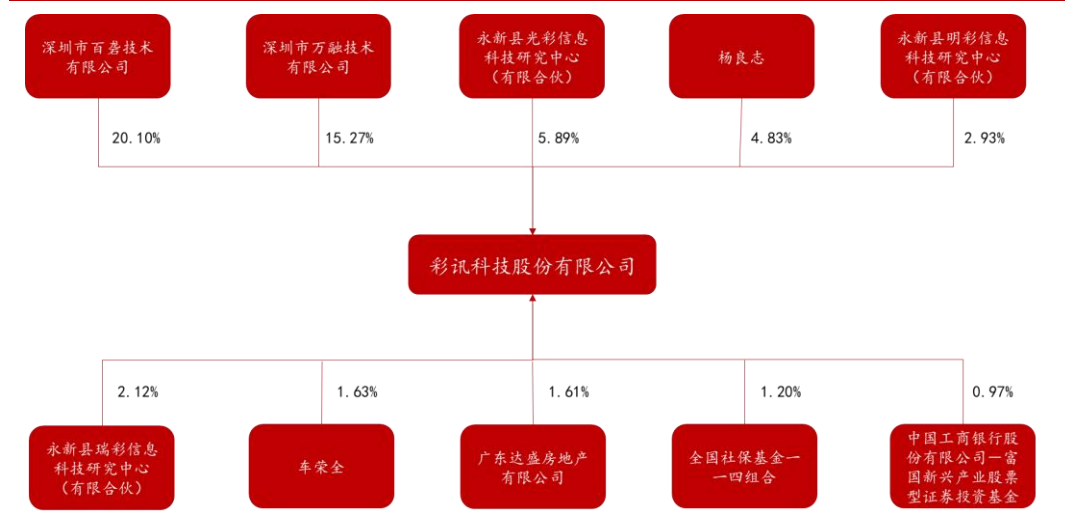 深圳市百砻技术
有限公司
深圳市万融技术
有限公司
永新县光彩信息
科技研究中心
（有限合伙）
杨良志
永新县明彩信息
科技研究中心
（有限合伙）
20.10%
15.27%
5.89%
4.83%
2.93%
彩讯科技股份有限公司
2.12%
1.63%
1.61%
1.20%
0.97%
永新县瑞彩信息
科技研究中心
（有限合伙）
车荣全
广东达盛房地产
有限公司
全国社保基金一
一四组合
中国工商银行股
份有限公司－富
国新兴产业股票
型证券投资基金